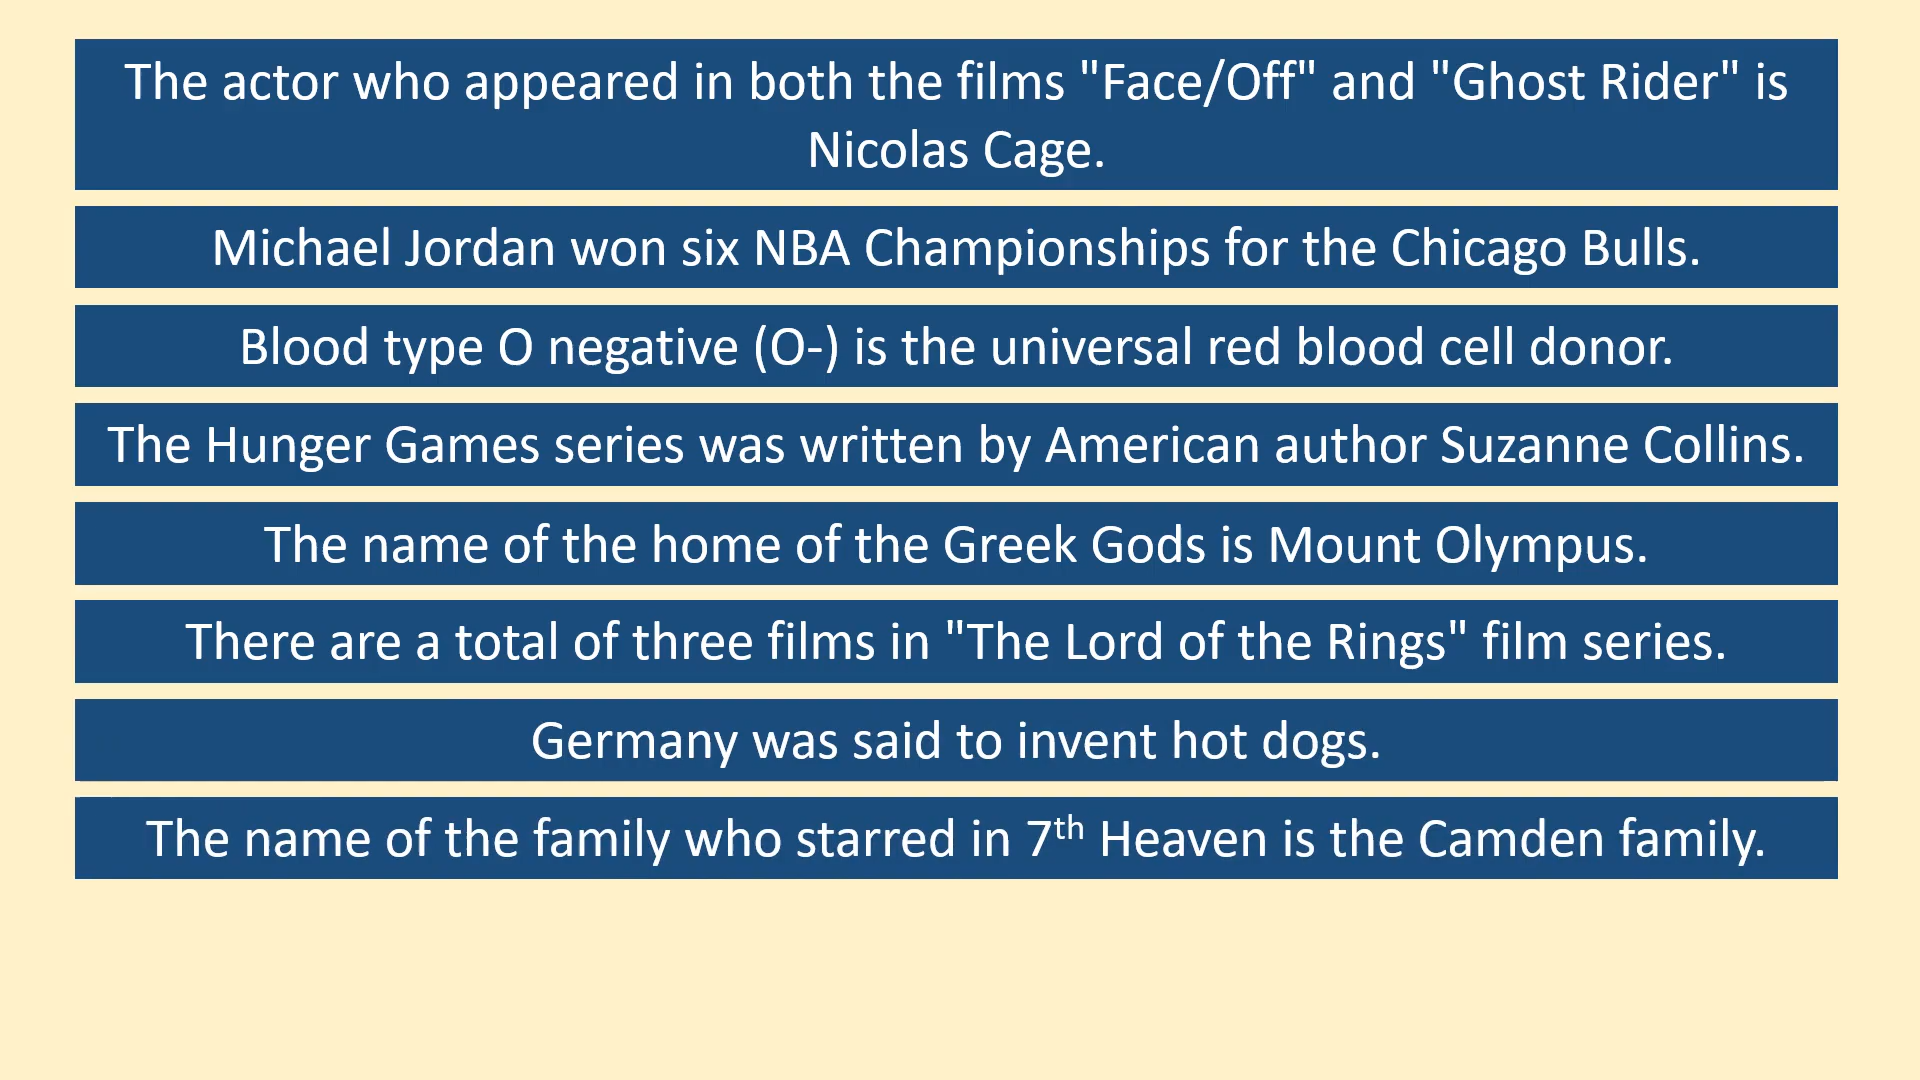 The actor who appeared in both the films "Face/Off" and "Ghost Rider" is
Nicolas Cage.
Michael Jordan won six NBA Championships for the Chicago Bulls.
Blood type O negative (O-) is the universal red blood cell donor.
The Hunger Games series was written by American author Suzanne Collins.
The name of the home of the Greek Gods is Mount Olympus.
There are a total of three films in "The Lord of the Rings" film series.
Germany was said to invent hot dogs.
The name of the family who starred in 7th Heaven is the Camden family.